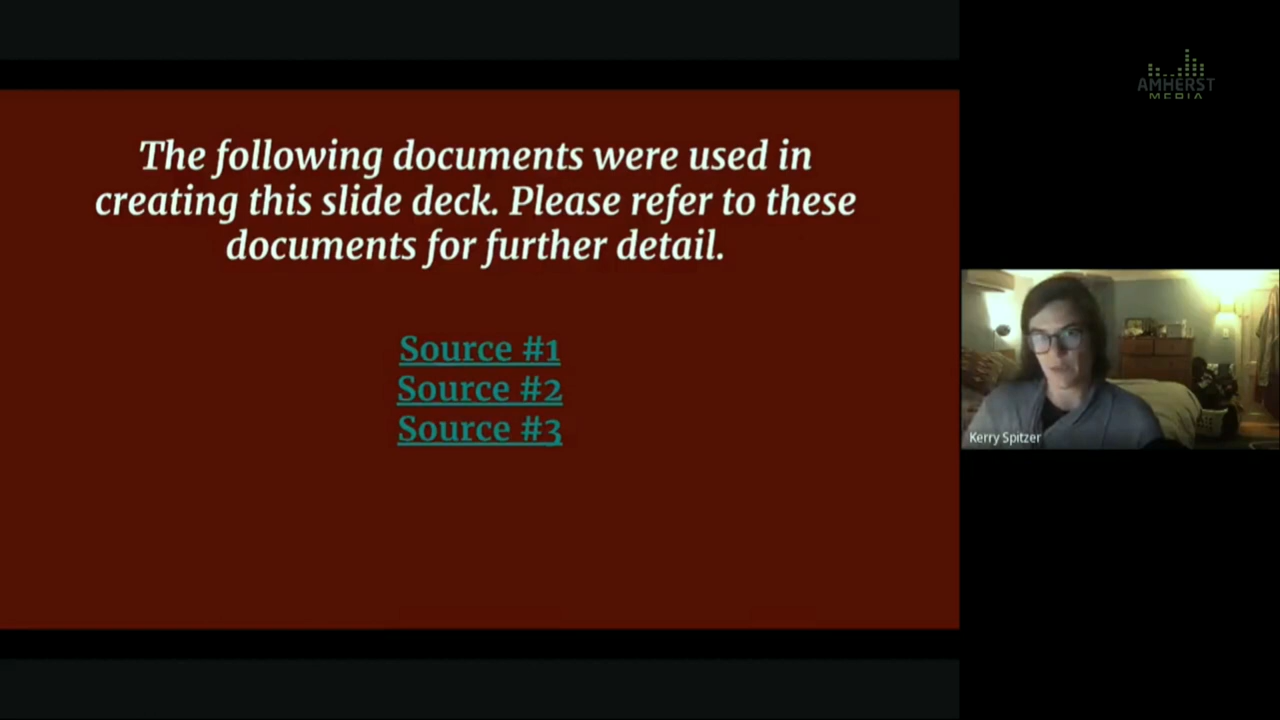 AMHERST
MEDIA
The following documents were used in
creating this slide deck. Please refer to these
documents for further detail.
Source #1
Source #2
Source #3
Kerry Spitzer